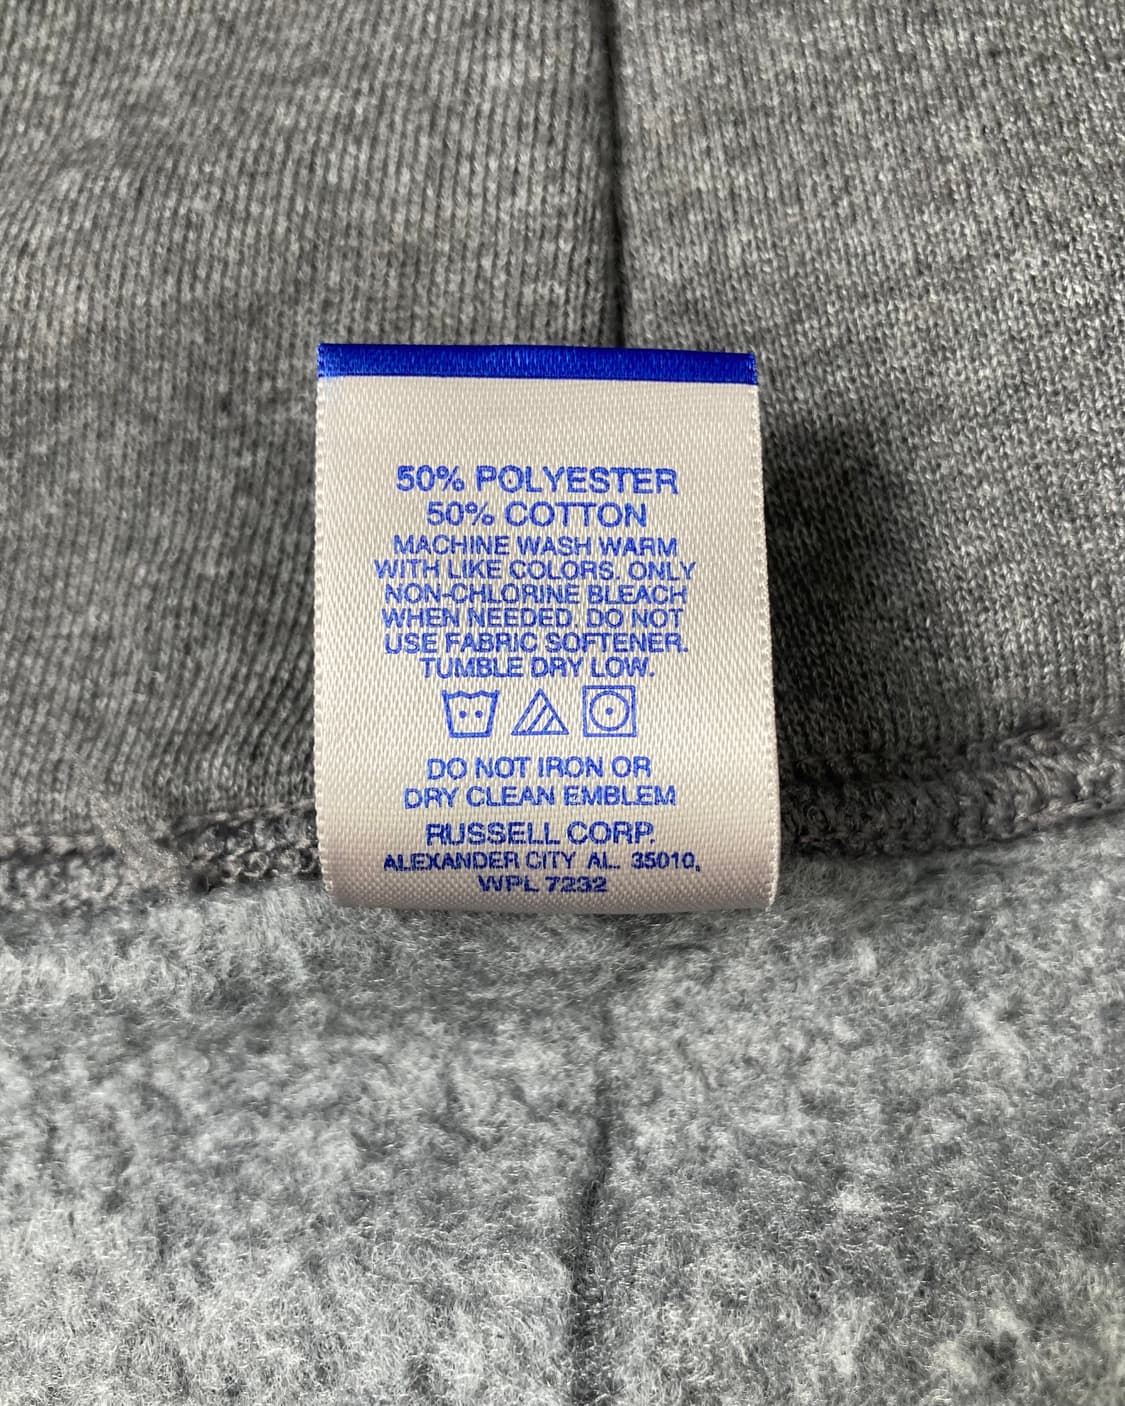 50% POLYESTER
50% COTTON
MACHINE WASH WARM
WITH LIKE COLORS. ONLY
NON-CHLORINE BLEACH
WHEN NEEDED. DO NOT
USE FABRIC SOFTENER.
TUMBLE DRY LOW.
DO NOT IRON OR
DRY CLEAN EMBLEM
RUSSELL CORP.
ALEXANDER CITY AL. 35010,
WPL 7232